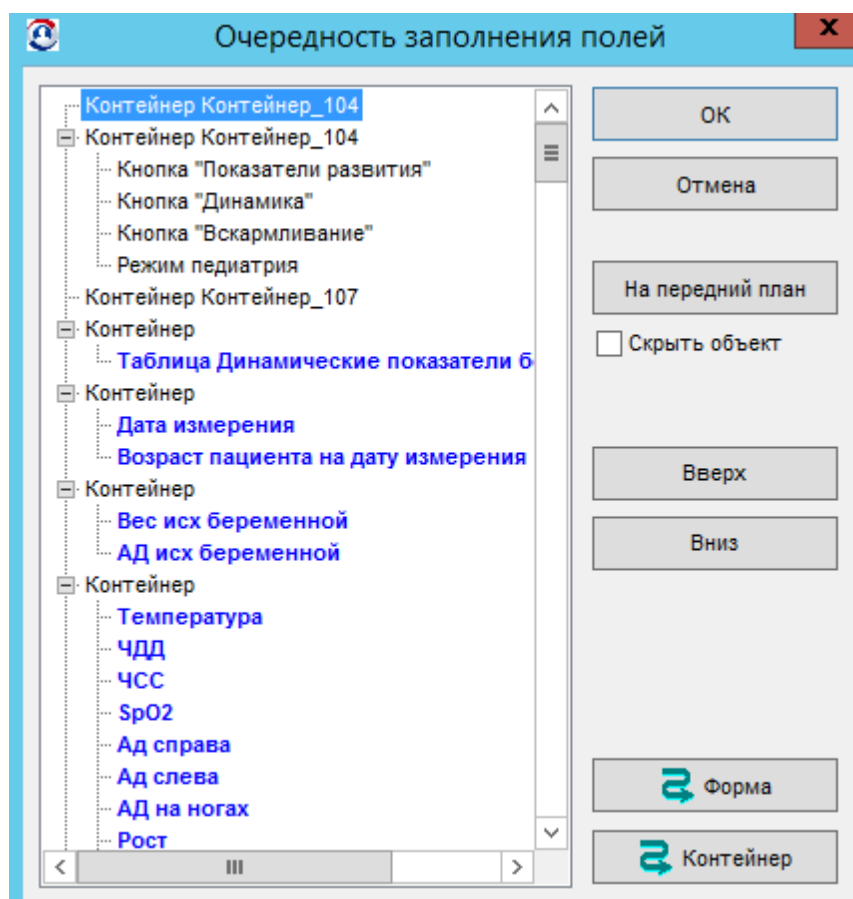 Очередность заполнения полей
Контейнер Контейнер_104
Контейнер Контейнер_104
Кнопка "Показатели развития"
Кнопка "Динамика"
Кнопка "Вскармливание"
Режим педиатрия
Контейнер Контейнер_107
Контейнер
Таблица Динамические показатели б
Контейнер
Дата измерения
Возраст пациента на дату измерения
Контейнер
Вес исх беременной
АД исх беременной
Контейнер
Температура
ЧДД
ЧСС
SpO2
Ад справа
Ад слева
АД на ногах
Рост
ОК
Отмена
На передний план
Скрыть объект
Вверх
Вниз
Форма
Контейнер